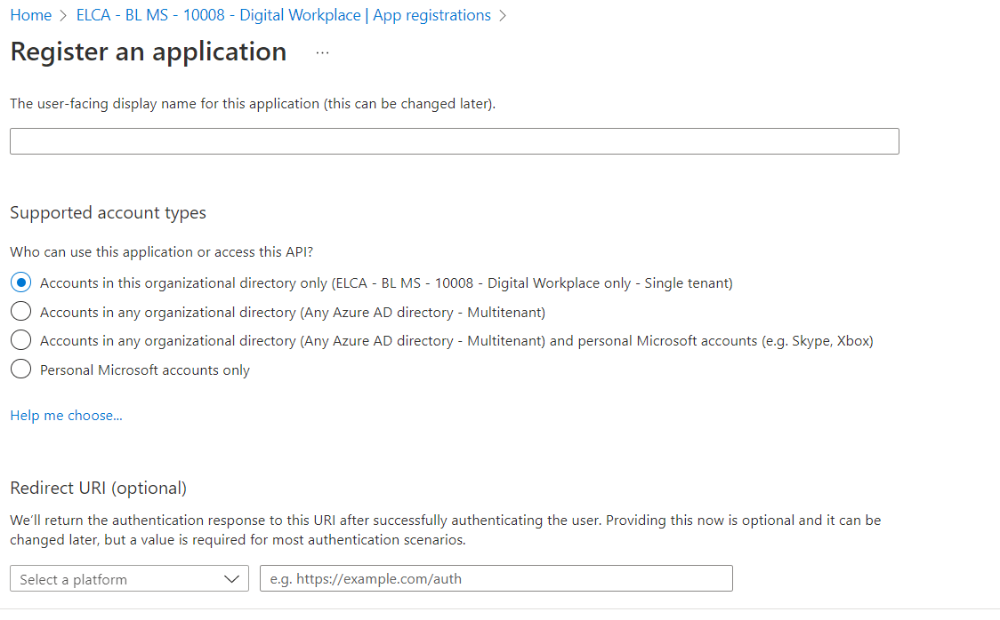 Home > ELCA - BL MS - 10008 - Digital Workplace | App registrations >
Register an application ...
The user-facing display name for this application (this can be changed later).
Supported account types
Who can use this application or access this API?
Accounts in this organizational directory only (ELCA - BL MS - 10008 - Digital Workplace only - Single tenant)
Accounts in any organizational directory (Any Azure AD directory - Multitenant)
Accounts in any organizational directory (Any Azure AD directory - Multitenant) and personal Microsoft accounts (e.g. Skype, Xbox)
Personal Microsoft accounts only
Help me choose...
Redirect URI (optional)
We'll return the authentication response to this URI after successfully authenticating the user. Providing this now is optional and it can be
changed later, but a value is required for most authentication scenarios.
Select a platform e.g. https://example.com/auth